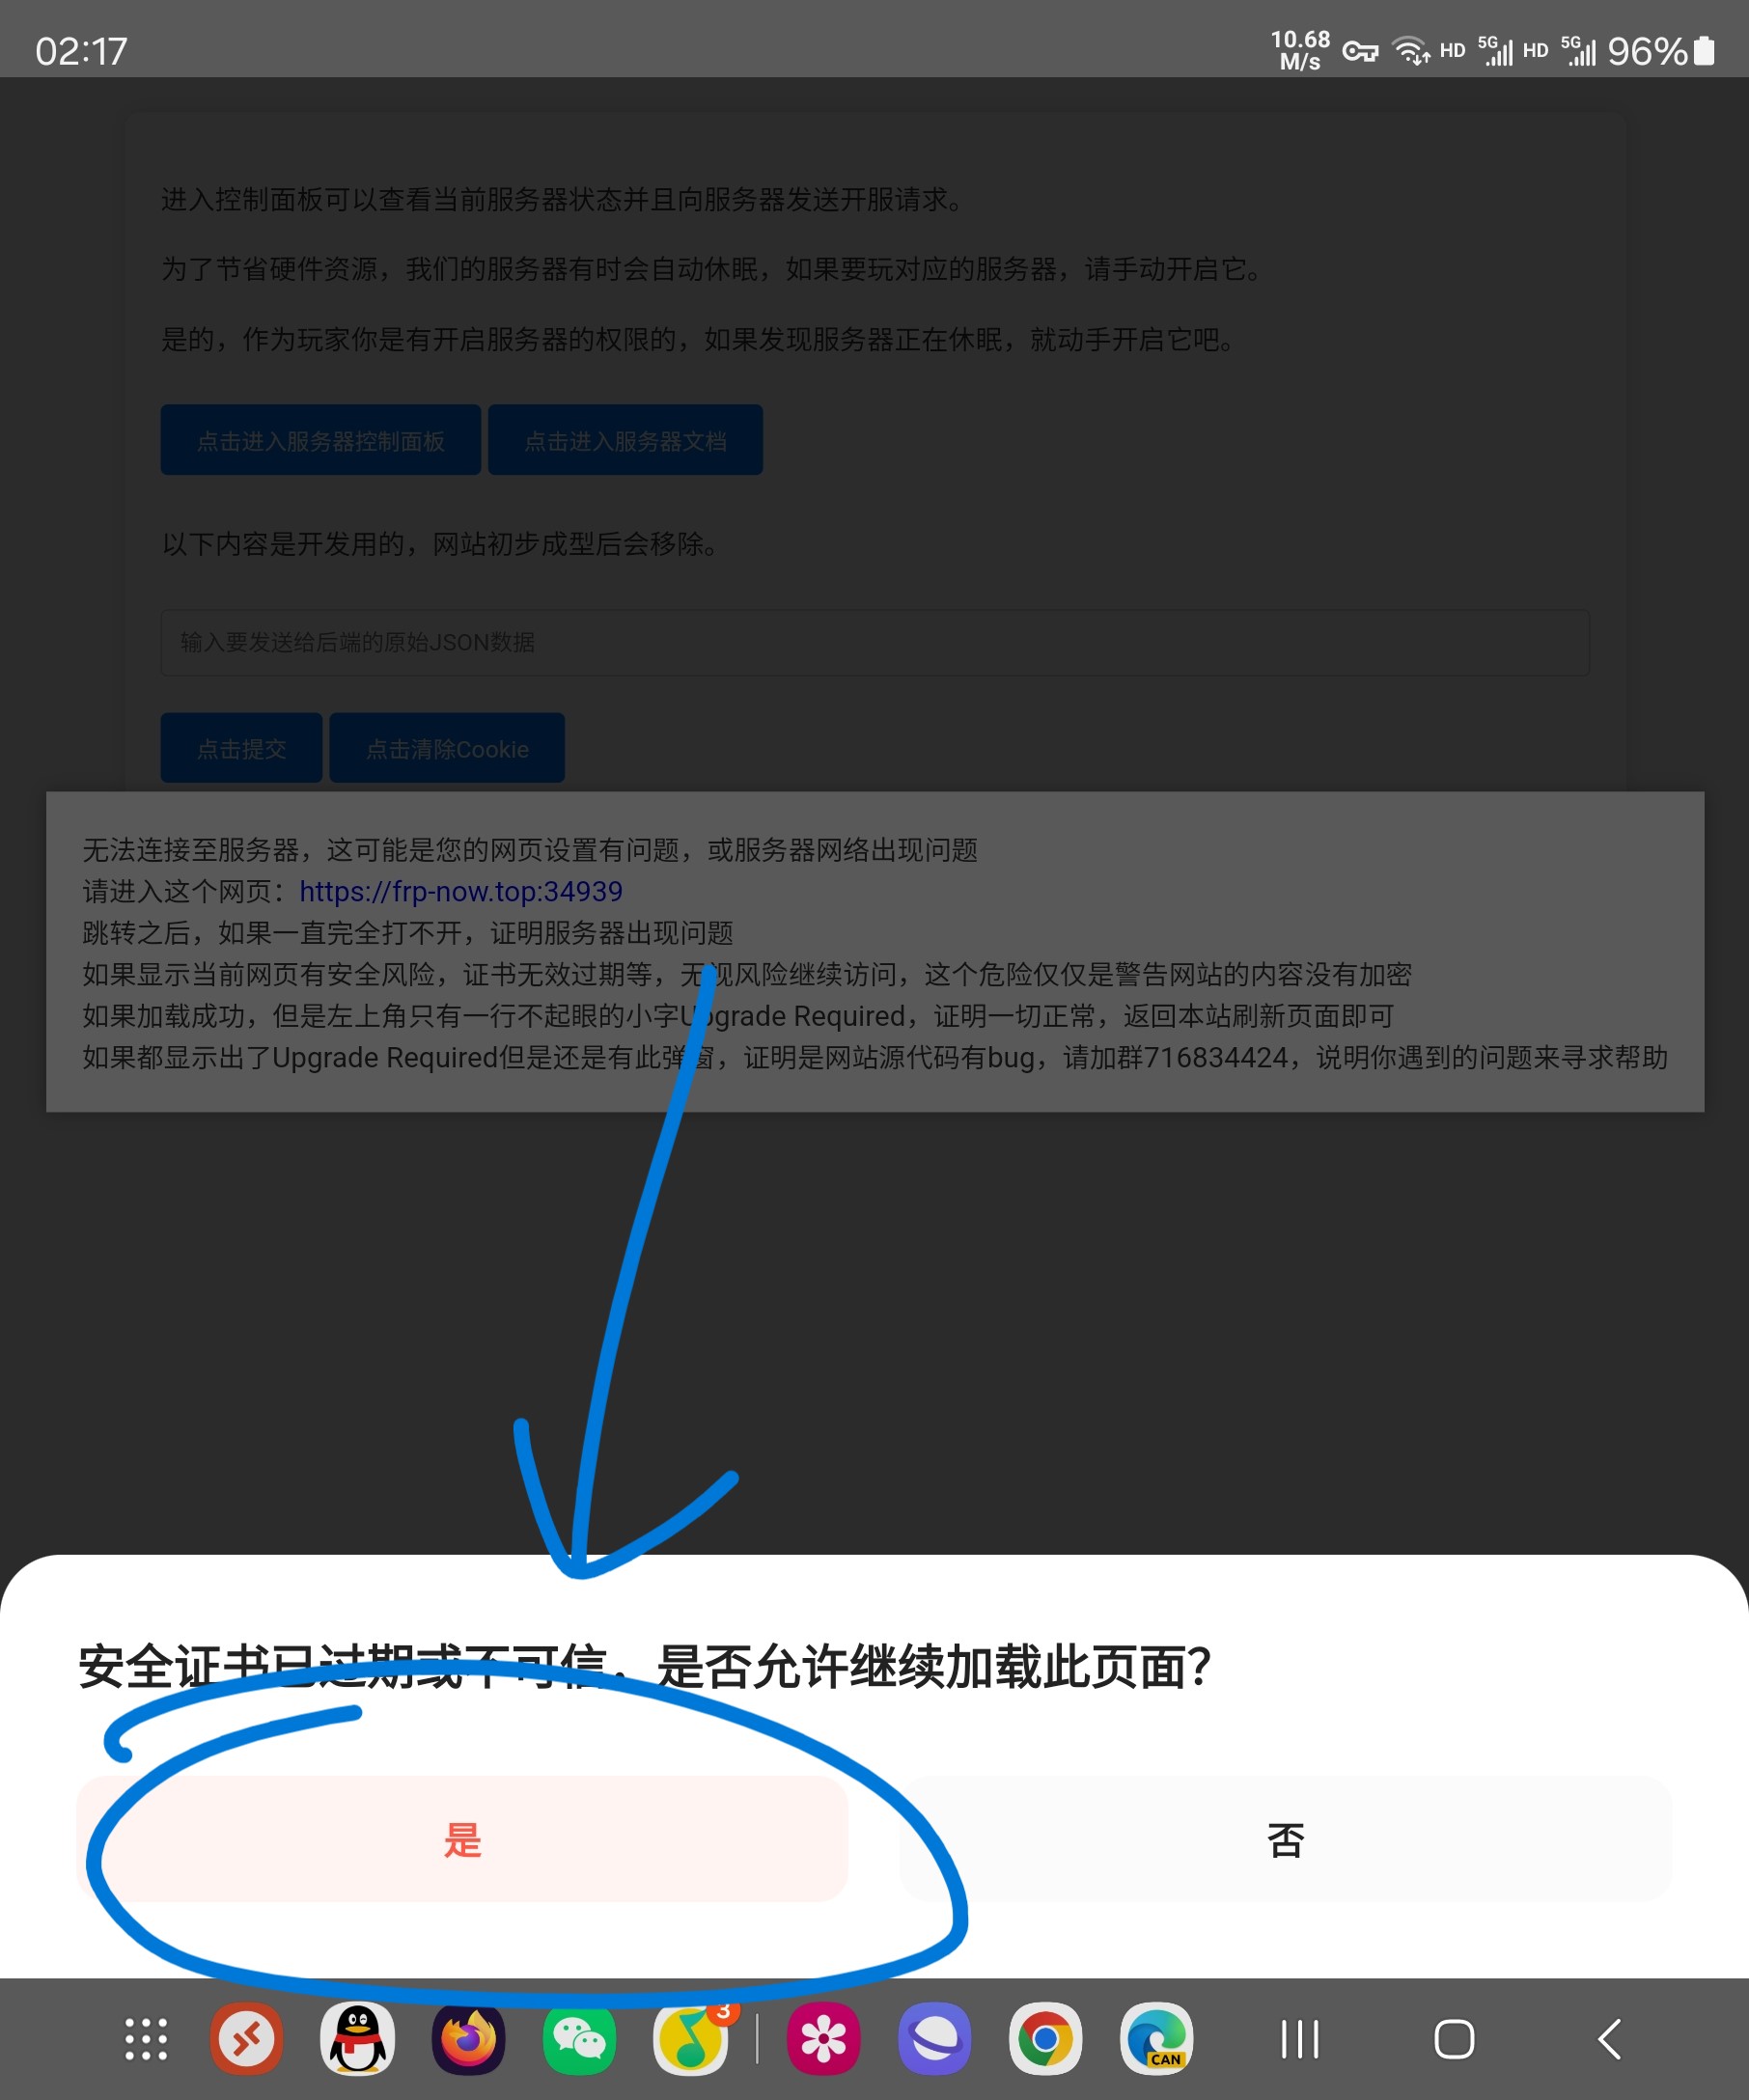 02:17
10.68
M/s
HD
5G
HD
5G
96%
进入控制面板可以查看当前服务器状态并且向服务器发送开服请求。
为了节省硬件资源，我们的服务器有时会自动休眠，如果要玩对应的服务器，请手动开启它。
是的，作为玩家你是有开启服务器的权限的，如果发现服务器正在休眠，就动手开启它吧。
点击进入服务器控制面板
点击进入服务器文档
以下内容是开发用的，网站初步成型后会移除。
输入要发送给后端的原始JSON数据
点击提交
点击清除Cookie
无法连接至服务器，这可能是您的网页设置有问题，或服务器网络出现问题
请进入这个网页：https://frp-now.top:34939
跳转之后，如果一直完全打不开，证明服务器出现问题
如果显示当前网页有安全风险，证书无效过期等，无视风险继续访问，这个危险仅仅是警告网站的内容没有加密
如果加载成功，但是左上角只有一行不起眼的小字Upgrade Required，证明一切正常，返回本站刷新页面即可
如果都显示出了Upgrade Required但是还是有此弹窗，证明是网站源代码有bug，请加群716834424，说明你遇到的问题来寻求帮助
安全证书已过期或不可信，是否允许继续加载此页面？
是
否
3
CAN